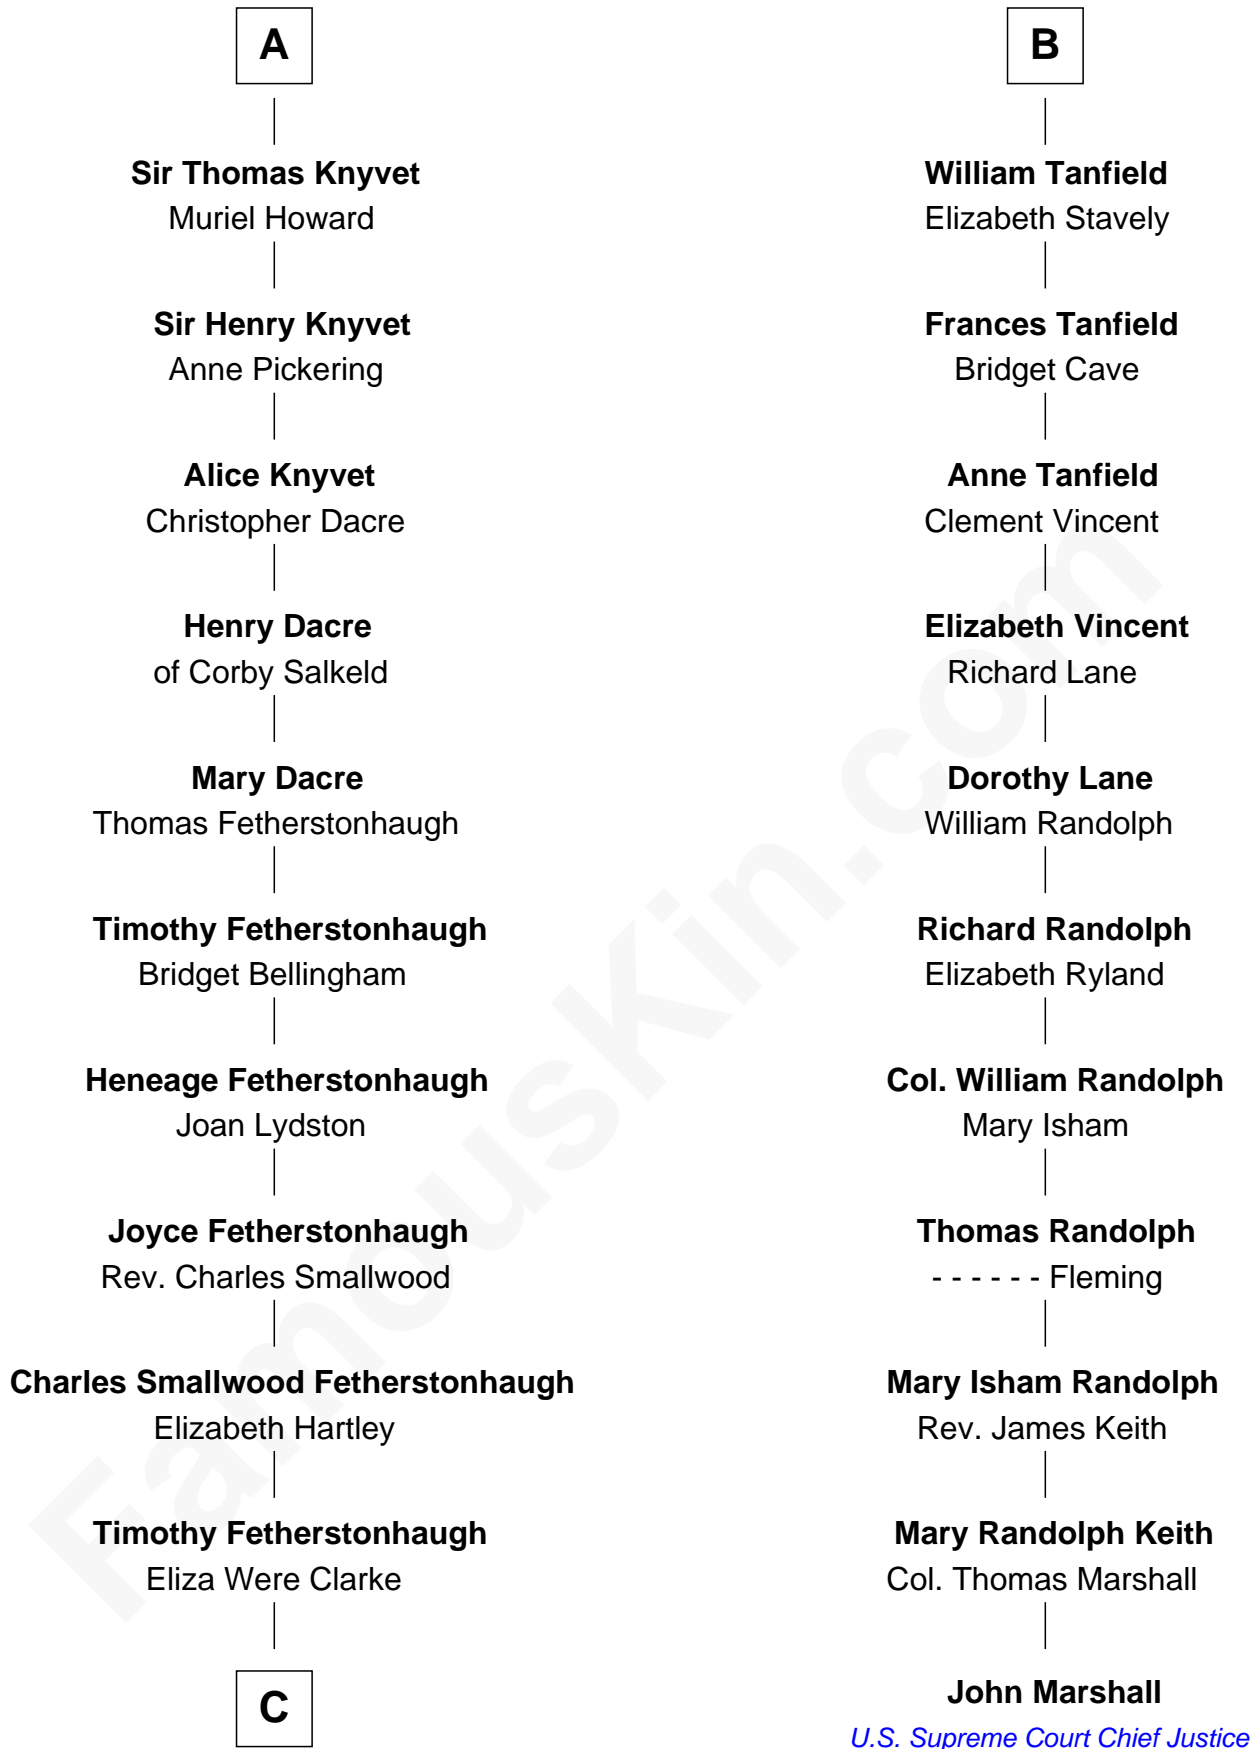 A
Sir Thomas Knyvet
Muriel Howard
Sir Henry Knyvet
Anne Pickering
Alice Knyvet
Christopher Dacre
Henry Dacre
of Corby Salkeld
Mary Dacre
Thomas Fetherstonhaugh
Timothy Fetherstonhaugh
Bridget Bellingham
Heneage Fetherstonhaugh
Joan Lydston
Joyce Fetherstonhaugh
Rev. Charles Smallwood
Charles Smallwood Fetherstonhaugh
Elizabeth Hartley
Timothy Fetherstonhaugh
Eliza Were Clarke
C
B
William Tanfield
Elizabeth Stavely
Frances Tanfield
Bridget Cave
Anne Tanfield
Clement Vincent
Elizabeth Vincent
Richard Lane
Dorothy Lane
William Randolph
Richard Randolph
Elizabeth Ryland
Col. William Randolph
Mary Isham
Thomas Randolph
- - - - - - Fleming
Mary Isham Randolph
Rev. James Keith
Mary Randolph Keith
Col. Thomas Marshall
John Marshall
U.S. Supreme Court Chief Justice
FamousKin.com